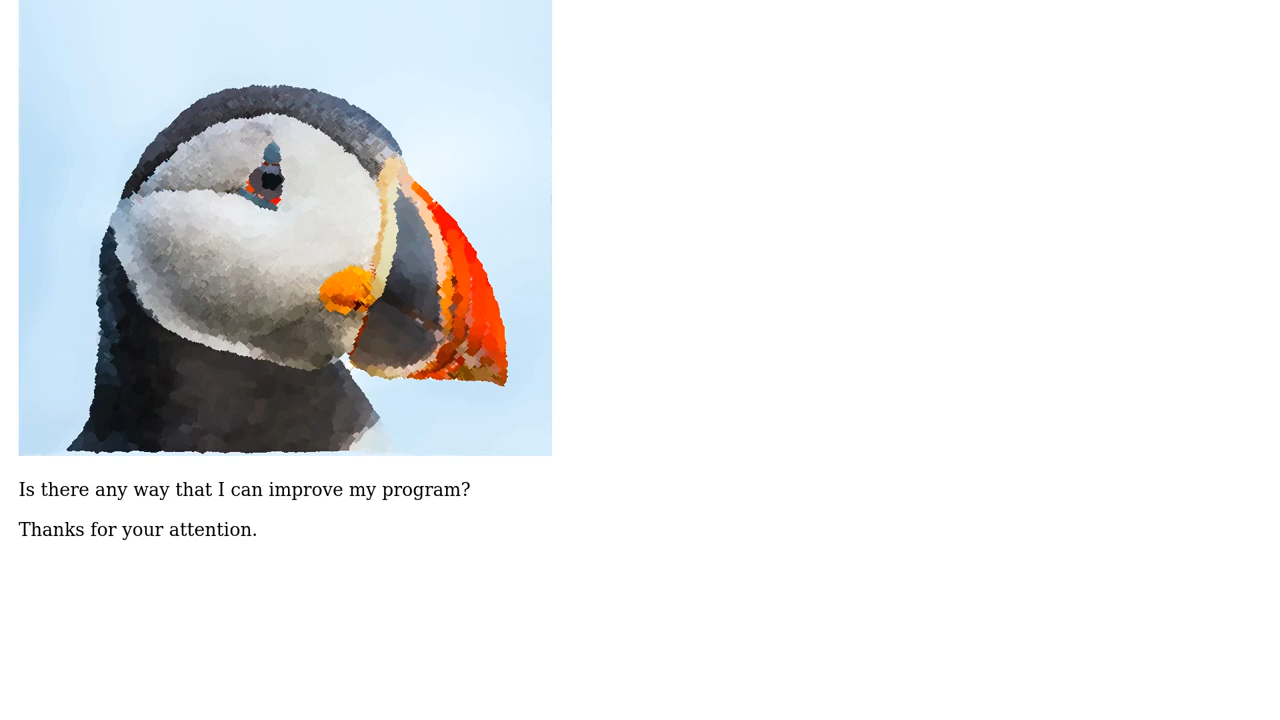 Is there any way that I can improve my program?
Thanks for your attention.